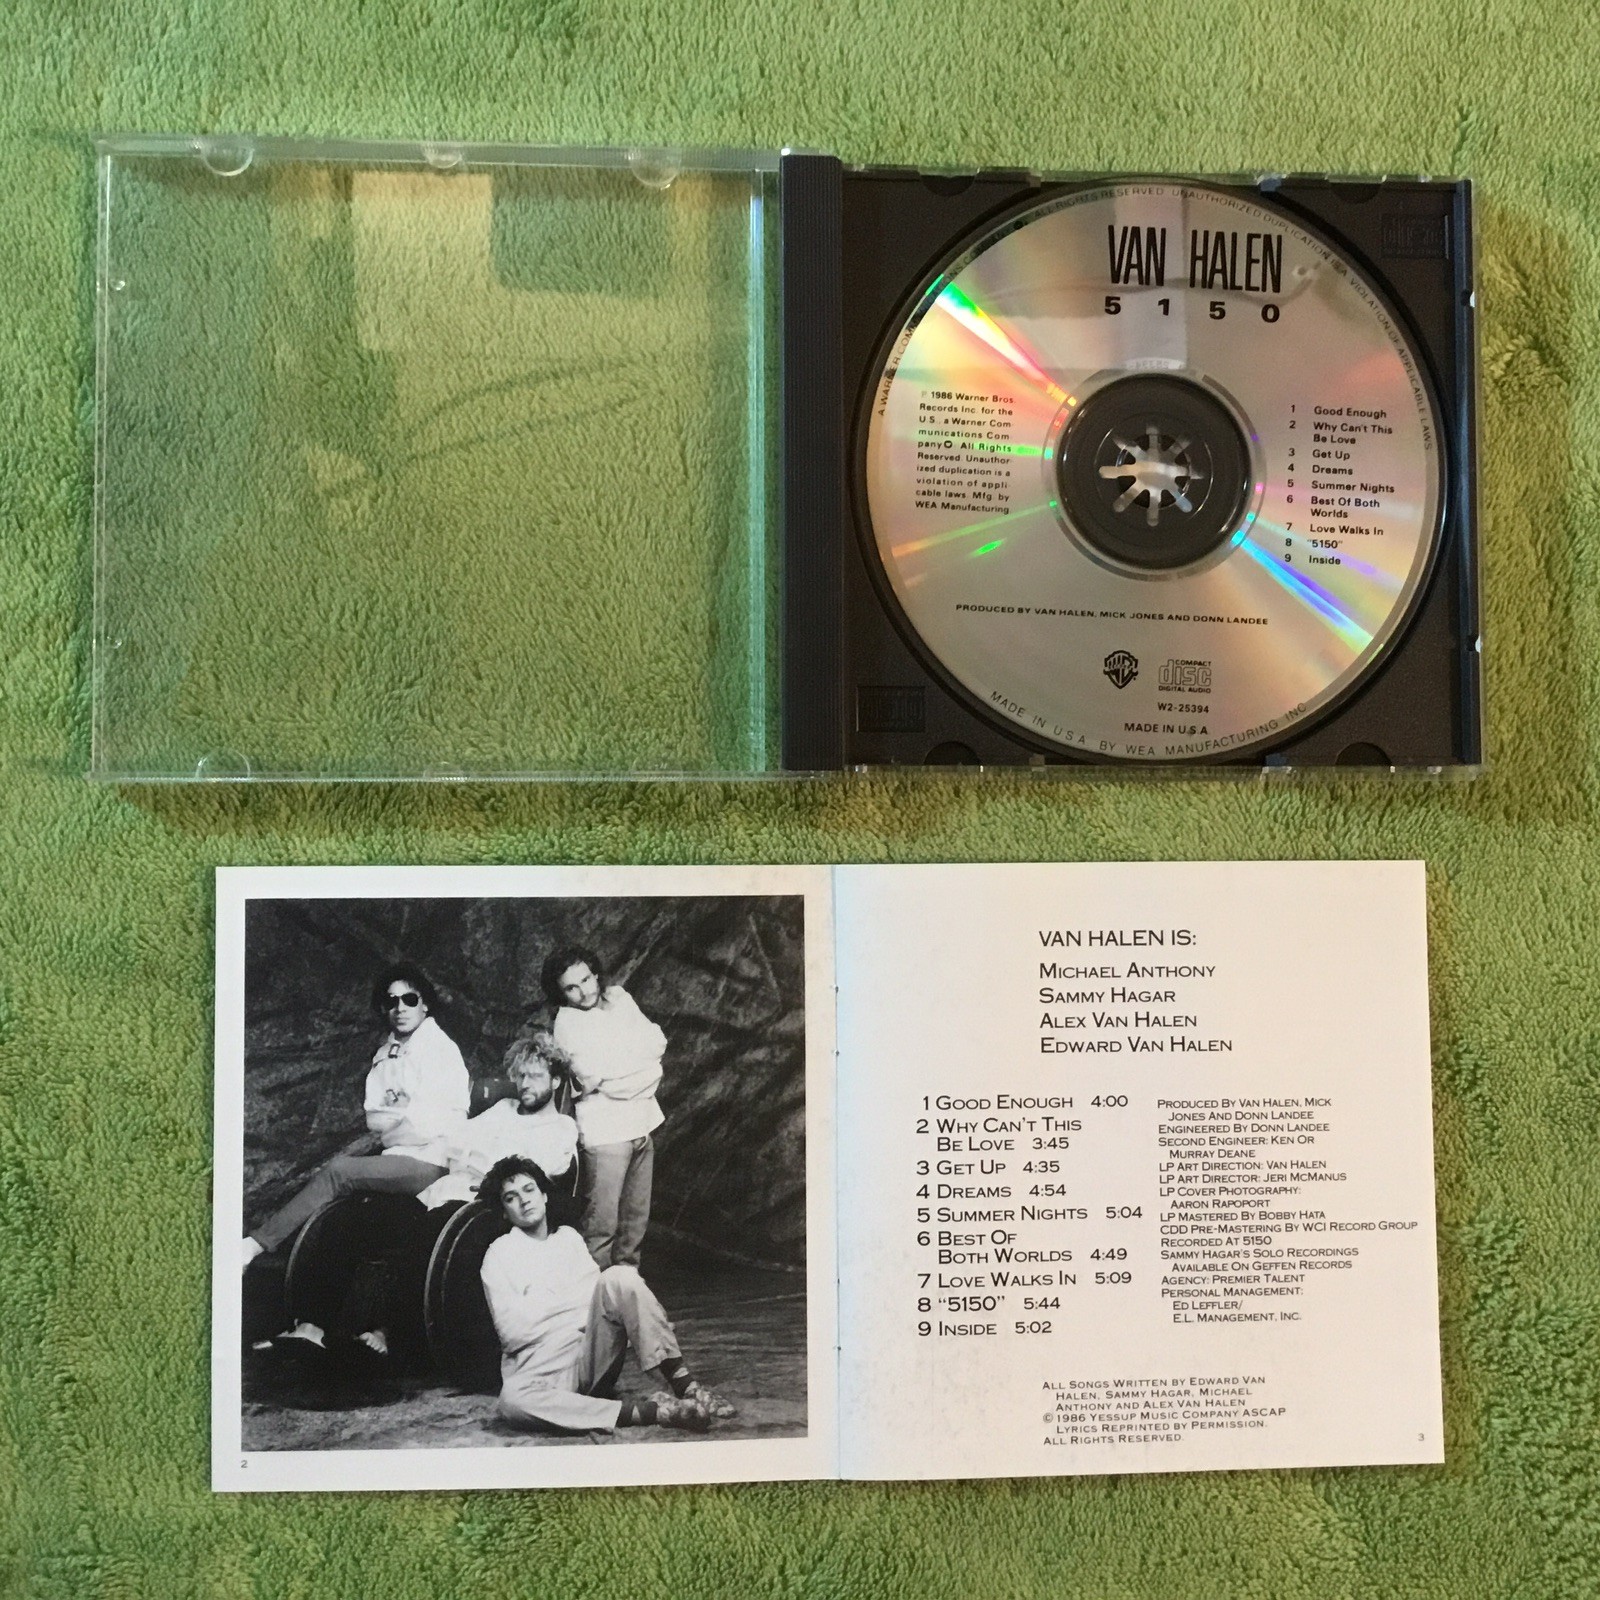 VAN HALEN
5150
A WARNER COMMUNICATIONS COMPANY. ALL RIGHTS RESERVED. UNAUTHORIZED DUPLICATION IS A VIOLATION OF APPLICABLE LAWS
℗ 1986 Warner Bros.
Records Inc. for the
U.S., a Warner Com
munications Com
pany All Rights
Reserved. Unauthor-
ized duplication is a
violation of appli-
cable laws. Mfg. by
WEA Manufacturing.
1 Good Enough
2 Why Can't This
Be Love
3 Get Up
4 Dreams
5 Summer Nights
6 Best Of Both
Worlds
7 Love Walks In
8 "5150"
9 Inside
PRODUCED BY VAN HALEN, MICK JONES AND DONN LANDEE
COMPACT
disc
DIGITAL AUDIO
W2-25394
MADE IN U.S.A.
MADE IN U.S.A. BY WEA MANUFACTURING INC.
VAN HALEN IS:
MICHAEL ANTHONY
SAMMY HAGAR
ALEX VAN HALEN
EDWARD VAN HALEN
1 GOOD ENOUGH 4:00
2 WHY CAN'T THIS
BE LOVE 3:45
3 GET UP 4:35
4 DREAMS 4:54
5 SUMMER NIGHTS 5:04
6 BEST OF
BOTH WORLDS 4:49
7 LOVE WALKS IN 5:09
8 "5150" 5:44
9 INSIDE 5:02
PRODUCED BY VAN HALEN, MICK
JONES AND DONN LANDEE
ENGINEERED BY DONN LANDEE
SECOND ENGINEER: KEN OR
MURRAY DEANE
LP ART DIRECTION: VAN HALEN
LP ART DIRECTOR: JERI MCMANUS
LP COVER PHOTOGRAPHY:
AARON RAPOPORT
LP MASTERED BY BOBBY HATA
CDD PRE-MASTERING BY WCI RECORD GROUP
RECORDED AT 5150
SAMMY HAGAR'S SOLO RECORDINGS
AVAILABLE ON GEFFEN RECORDS
AGENCY: PREMIER TALENT
PERSONAL MANAGEMENT:
ED LEFFLER/
E.L. MANAGEMENT, INC.
ALL SONGS WRITTEN BY EDWARD VAN
HALEN, SAMMY HAGAR, MICHAEL
ANTHONY AND ALEX VAN HALEN
© 1986 YESSUP MUSIC COMPANY ASCAP
LYRICS REPRINTED BY PERMISSION.
ALL RIGHTS RESERVED.
2
3